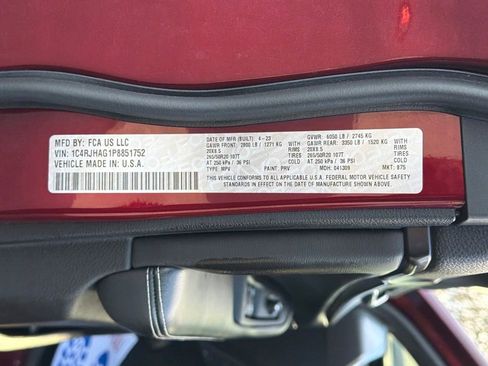 MFD BY: FCA US LLC
VIN: 1C4RJHAG1P8851752
VEHICLE MADE IN: U.S.A.
DATE OF MFR (BUILT): 4-23 GVWR: 6050 LB / 2745 KG
GAWR FRONT: 2800 LB / 1271 KG WITH GAWR REAR: 3350 LB / 1520 KG WITH
20X8.5 RIMS 20X8.5 RIMS
265/50R20 107T TIRES 265/50R20 107T TIRES
AT 250 kPa / 36 PSI COLD AT 250 kPa / 36 PSI COLD
THIS VEHICLE CONFORMS TO ALL APPLICABLE U.S.A. FEDERAL MOTOR VEHICLE SAFETY
STANDARDS IN EFFECT ON THE DATE OF MANUFACTURE SHOWN ABOVE.
TYPE: MPV PAINT: PRV MDH: 041309 MKT: 875